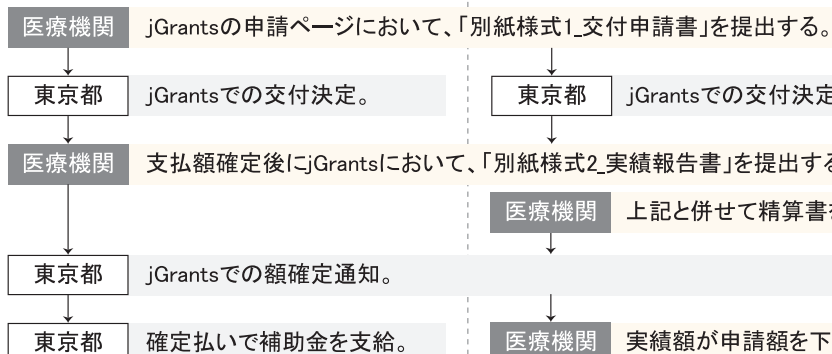 医療機関 jGrantsの申請ページにおいて、「別紙様式1_交付申請書」を提出する。
東京都 jGrantsでの交付決定。
東京都 jGrantsでの交付決定
医療機関 支払額確定後にjGrantsにおいて、「別紙様式2_実績報告書」を提出する
医療機関 上記と併せて精算書
東京都 jGrantsでの額確定通知。
東京都 確定払いで補助金を支給。
医療機関 実績額が申請額を下